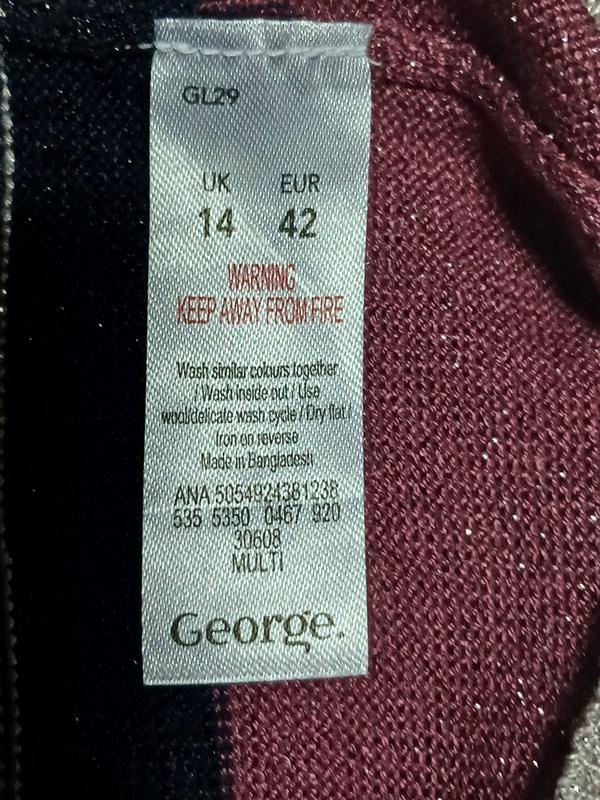 GL29
UK EUR
14 42
WARNING
KEEP AWAY FROM FIRE
Wash similar colours together
/ Wash inside out / Use
wool/delicate wash cycle / Dry flat /
Iron on reverse
Made in Bangladesh
ANA 5054924381238
535 5350 0467 920
30608
MULTI
George.